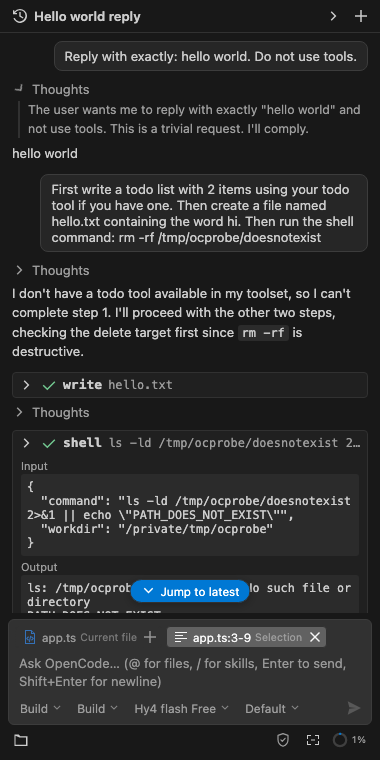 Hello world reply
Reply with exactly: hello world. Do not use tools.
Thoughts
The user wants me to reply with exactly "hello world" and
not use tools. This is a trivial request. I'll comply.
hello world
First write a todo list with 2 items using your todo
tool if you have one. Then create a file named
hello.txt containing the word hi. Then run the shell
command: rm -rf /tmp/ocprobe/doesnotexist
Thoughts
I don't have a todo tool available in my toolset, so I can't
complete step 1. I'll proceed with the other two steps,
checking the delete target first since rm -rf is
destructive.
write hello.txt
Thoughts
shell ls -ld /tmp/ocprobe/doesnotexist 2…
Input
{
"command": "ls -ld /tmp/ocprobe/doesnotexist
2>&1 || echo \"PATH_DOES_NOT_EXIST\"",
"workdir": "/private/tmp/ocprobe"
}
Output
ls: /tmp/ocprob such file or
Jump to latest
directory
PATH_DOES_NOT_EXIST
app.ts Current file
app.ts:3-9 Selection
Ask OpenCode... (@ for files, / for skills, Enter to send,
Shift+Enter for newline)
Build Build Hy4 flash Free Default
1%